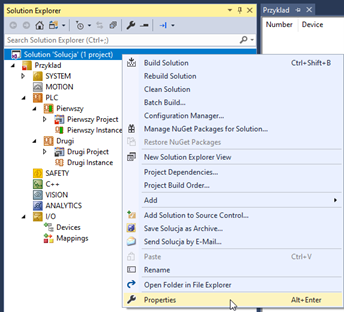 Solution Explorer
Przyklad
Search Solution Explorer (Ctrl+;)
Number Device
Solution 'Solucja' (1 project)
Przyklad
SYSTEM
MOTION
PLC
Pierwszy
Pierwszy Project
Pierwszy Instance
Drugi
Drugi Project
Drugi Instance
SAFETY
C++
VISION
ANALYTICS
I/O
Devices
Mappings
Build Solution Ctrl+Shift+B
Rebuild Solution
Clean Solution
Batch Build...
Configuration Manager...
Manage NuGet Packages for Solution...
Restore NuGet Packages
New Solution Explorer View
Project Dependencies...
Project Build Order...
Add
Add Solution to Source Control...
Save Solucja as Archive...
Send Solucja by E-Mail...
Paste Ctrl+V
Rename
Open Folder in File Explorer
Properties Alt+Enter